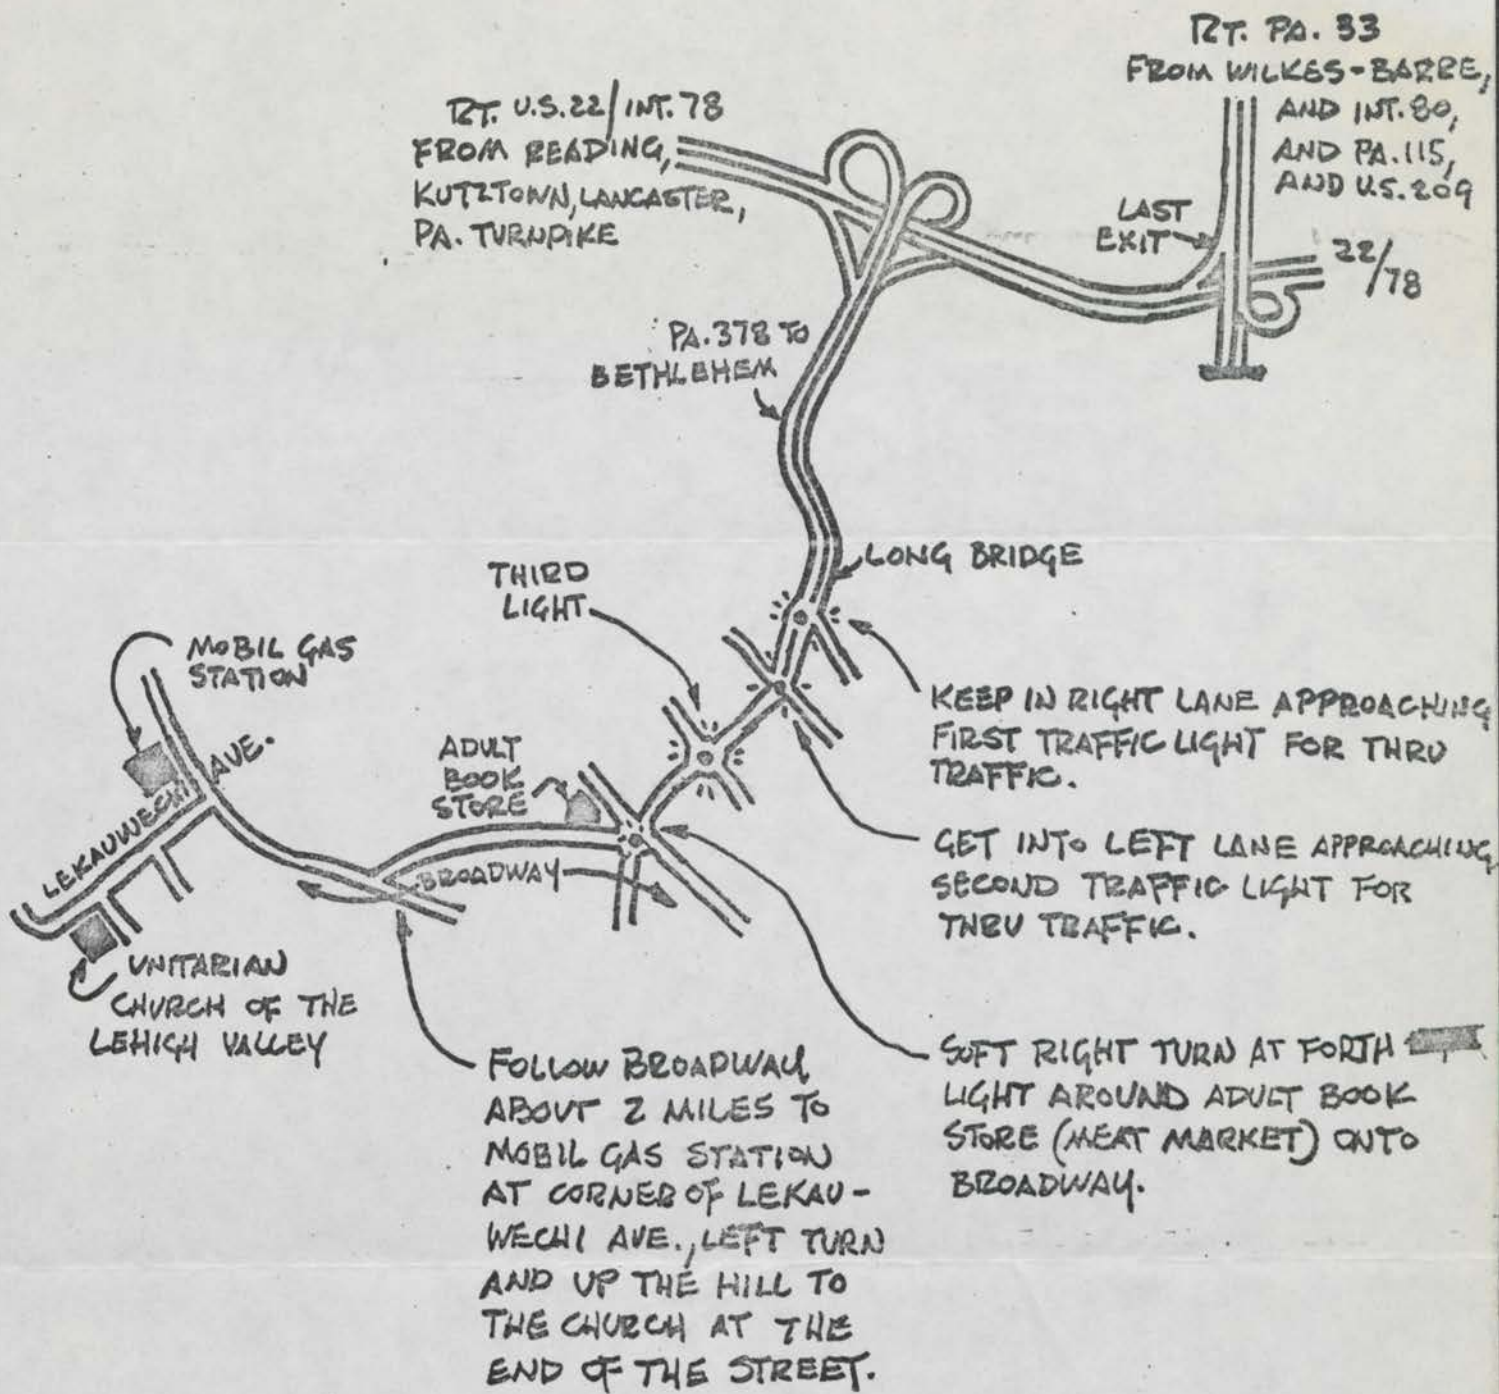 RT. PA. 33
FROM WILKES-BARRE,
AND INT. 80,
AND PA. 115,
AND U.S. 209
RT. U.S. 22/INT. 78
FROM READING,
KUTZTOWN, LANCASTER,
PA. TURNPIKE
LAST
EXIT
22/78
PA. 378 TO
BETHLEHEM
LONG BRIDGE
THIRD
LIGHT
MOBIL GAS
STATION
KEEP IN RIGHT LANE APPROACHING
FIRST TRAFFIC LIGHT FOR THRU
TRAFFIC.
ADULT
BOOK
STORE
LEKAUWECHI AVE.
GET INTO LEFT LANE APPROACHING
SECOND TRAFFIC LIGHT FOR
THRU TRAFFIC.
BROADWAY
UNITARIAN
CHURCH OF THE
LEHIGH VALLEY
SOFT RIGHT TURN AT FORTH
LIGHT AROUND ADULT BOOK
STORE (MEAT MARKET) ONTO
BROADWAY.
FOLLOW BROADWAY
ABOUT 2 MILES TO
MOBIL GAS STATION
AT CORNER OF LEKAU-
WECHI AVE., LEFT TURN
AND UP THE HILL TO
THE CHURCH AT THE
END OF THE STREET.